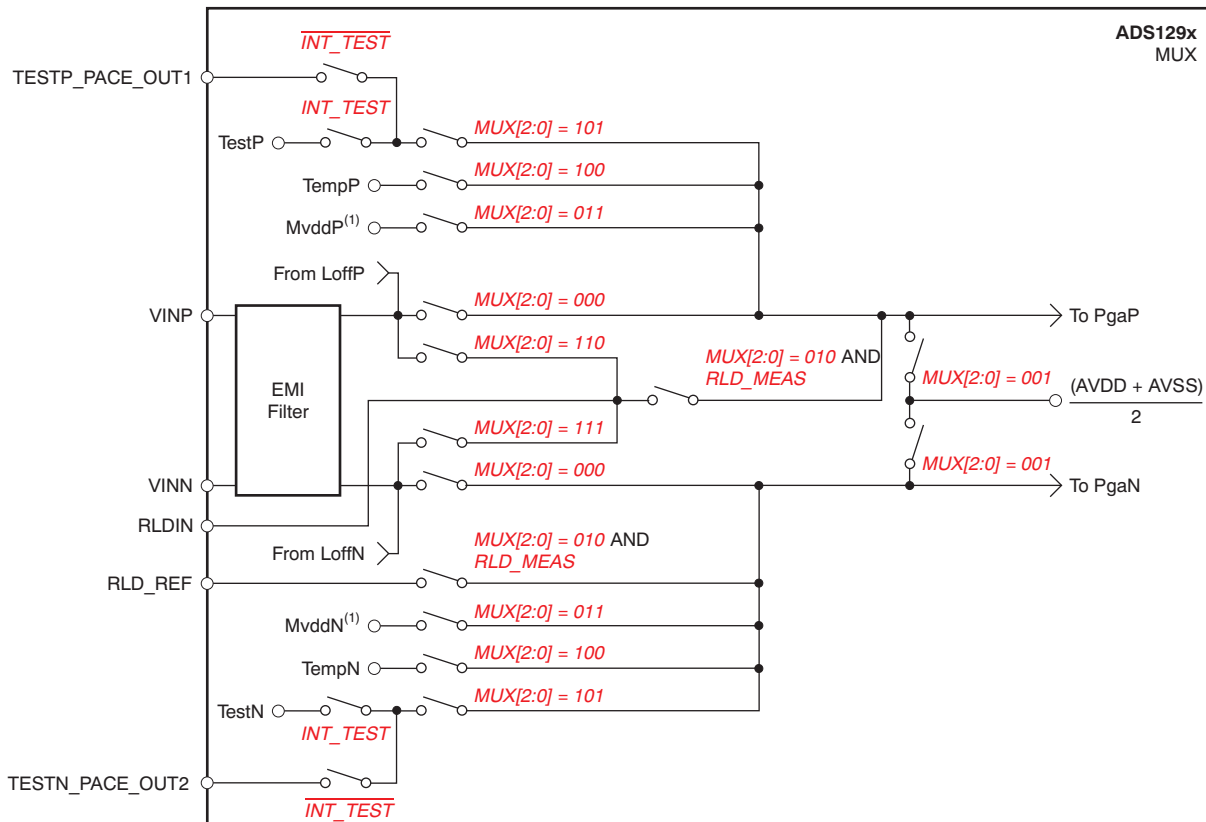 ADS129x
MUX
INT_TEST
TESTP_PACE_OUT1
INT_TEST
MUX[2:0] = 101
TestP
MUX[2:0] = 100
TempP
MUX[2:0] = 011
MvddP(1)
From LoffP
MUX[2:0] = 000
VINP
To PgaP
MUX[2:0] = 110
MUX[2:0] = 010 AND
RLD_MEAS
MUX[2:0] = 001
EMI
Filter
(AVDD + AVSS)
2
MUX[2:0] = 111
MUX[2:0] = 000
MUX[2:0] = 001
VINN
To PgaN
RLDIN
From LoffN
MUX[2:0] = 010 AND
RLD_MEAS
RLD_REF
MUX[2:0] = 011
MvddN(1)
MUX[2:0] = 100
TempN
MUX[2:0] = 101
TestN
INT_TEST
TESTN_PACE_OUT2
INT_TEST